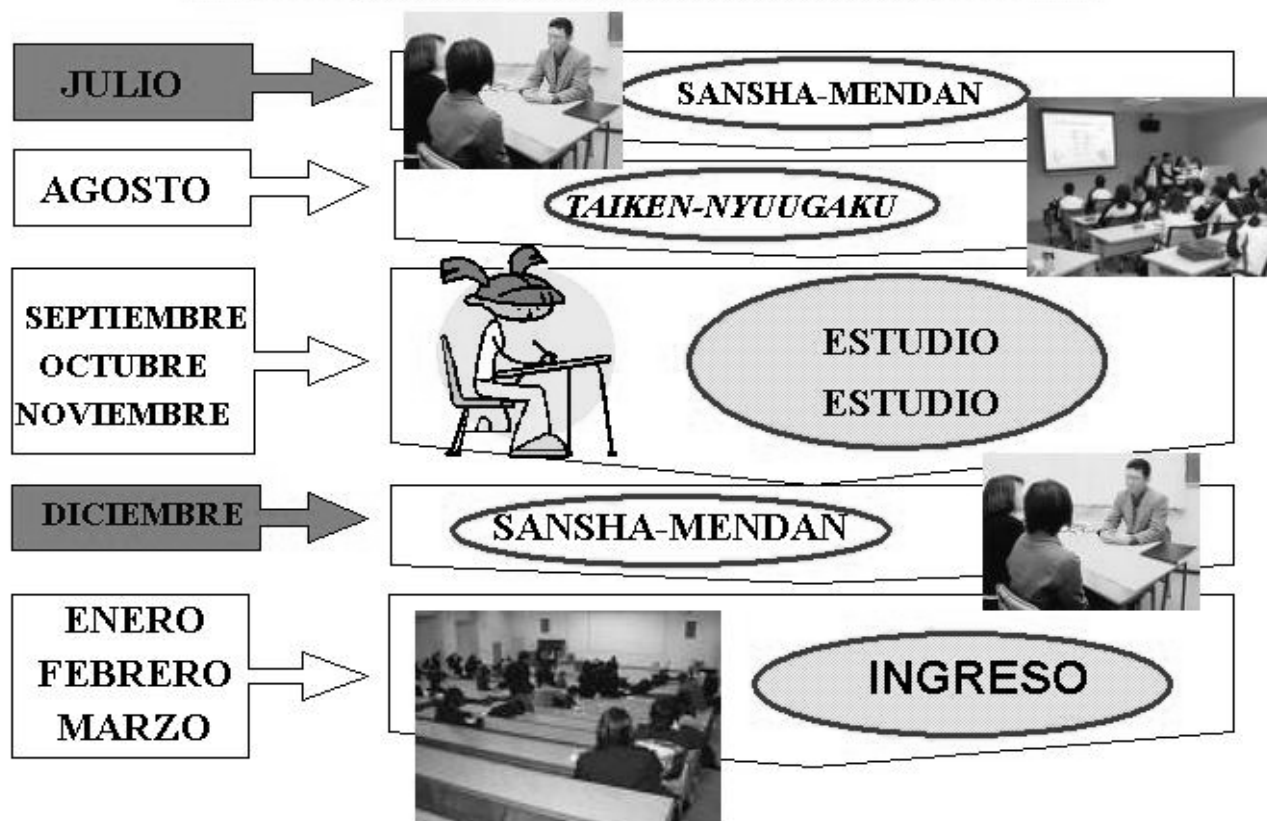 JULIO
SANSHA-MENDAN
AGOSTO
TAIKEN-NYUUGAKU
SEPTIEMBRE
OCTUBRE
NOVIEMBRE
ESTUDIO
ESTUDIO
DICIEMBRE
SANSHA-MENDAN
ENERO
FEBRERO
MARZO
INGRESO